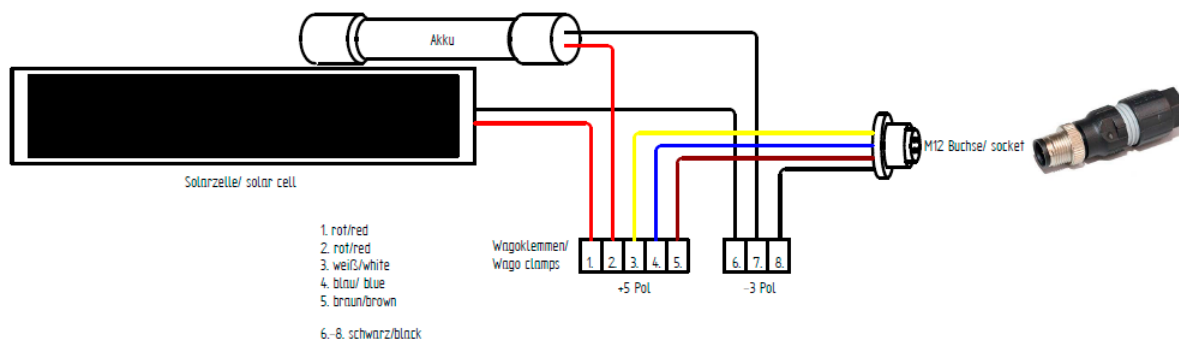 Akku
M12 Buchse/ socket
Solarzelle/ solar cell
1. rot/red
2. rot/red
3. weiß/white
4. blau/ blue
5. braun/brown
6.-8. schwarz/black
Wagoklemmen/
Wago clamps
1. 2. 3. 4. 5.
6. 7. 8.
+5 Pol
-3 Pol